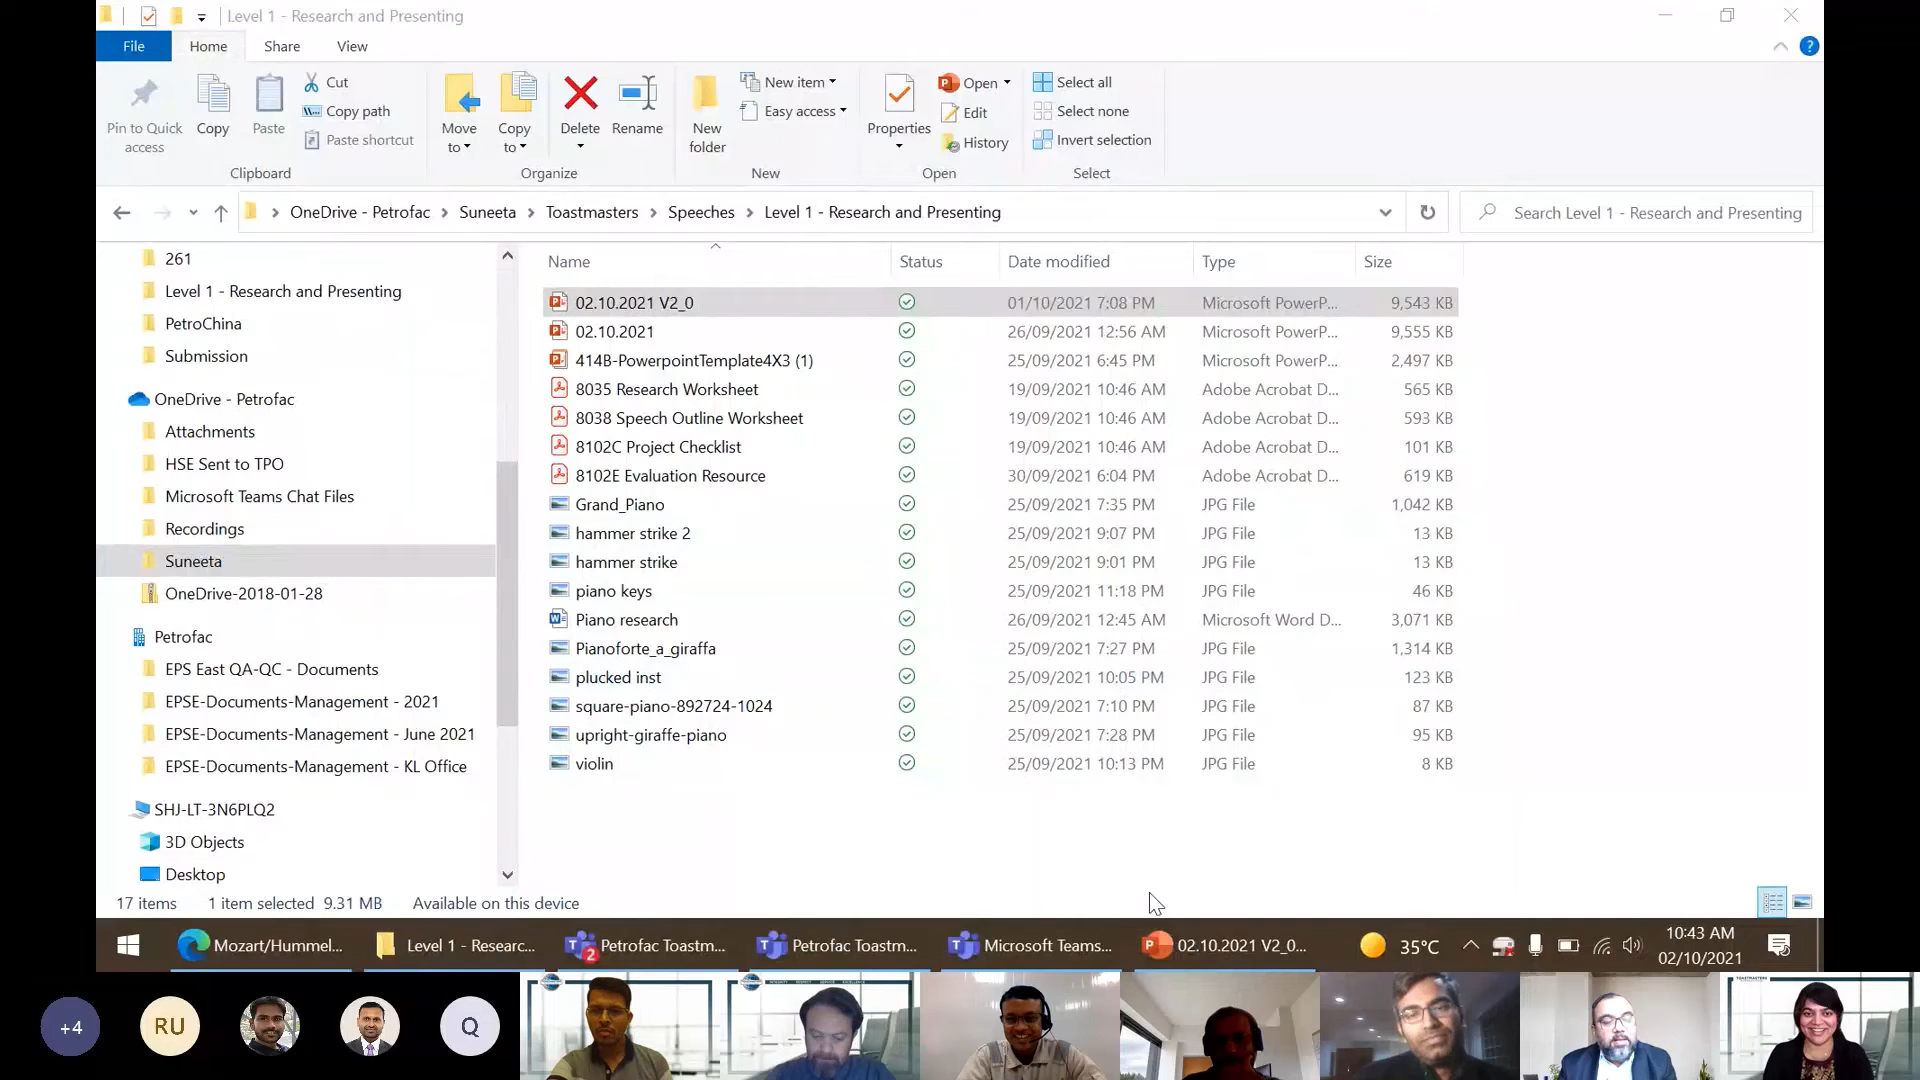 Level 1 - Research and Presenting
File Home Share View
Pin to Quick access
Copy
Paste
Cut
Copy path
Paste shortcut
Clipboard
Move to
Copy to
Delete
Rename
Organize
New folder
New item
Easy access
New
Properties
Open
Edit
History
Open
Select all
Select none
Invert selection
Select
OneDrive - Petrofac > Suneeta > Toastmasters > Speeches > Level 1 - Research and Presenting
Search Level 1 - Research and Presenting
261
Level 1 - Research and Presenting
PetroChina
Submission
OneDrive - Petrofac
Attachments
HSE Sent to TPO
Microsoft Teams Chat Files
Recordings
Suneeta
OneDrive-2018-01-28
Petrofac
EPS East QA-QC - Documents
EPSE-Documents-Management - 2021
EPSE-Documents-Management - June 2021
EPSE-Documents-Management - KL Office
SHJ-LT-3N6PLQ2
3D Objects
Desktop
Name Status Date modified Type Size
02.10.2021 V2_0 01/10/2021 7:08 PM Microsoft PowerP... 9,543 KB
02.10.2021 26/09/2021 12:56 AM Microsoft PowerP... 9,555 KB
414B-PowerpointTemplate4X3 (1) 25/09/2021 6:45 PM Microsoft PowerP... 2,497 KB
8035 Research Worksheet 19/09/2021 10:46 AM Adobe Acrobat D... 565 KB
8038 Speech Outline Worksheet 19/09/2021 10:46 AM Adobe Acrobat D... 593 KB
8102C Project Checklist 19/09/2021 10:46 AM Adobe Acrobat D... 101 KB
8102E Evaluation Resource 30/09/2021 6:04 PM Adobe Acrobat D... 619 KB
Grand_Piano 25/09/2021 7:35 PM JPG File 1,042 KB
hammer strike 2 25/09/2021 9:07 PM JPG File 13 KB
hammer strike 25/09/2021 9:01 PM JPG File 13 KB
piano keys 25/09/2021 11:18 PM JPG File 46 KB
Piano research 26/09/2021 12:45 AM Microsoft Word D... 3,071 KB
Pianoforte_a_giraffa 25/09/2021 7:27 PM JPG File 1,314 KB
plucked inst 25/09/2021 10:05 PM JPG File 123 KB
square-piano-892724-1024 25/09/2021 7:10 PM JPG File 87 KB
upright-giraffe-piano 25/09/2021 7:28 PM JPG File 95 KB
violin 25/09/2021 10:13 PM JPG File 8 KB
17 items 1 item selected 9.31 MB Available on this device
Mozart/Hummel... Level 1 - Researc... 2 Petrofac Toastm... Petrofac Toastm... Microsoft Teams... 02.10.2021 V2_0... 35°C 10:43 AM
02/10/2021
+4 RU Q